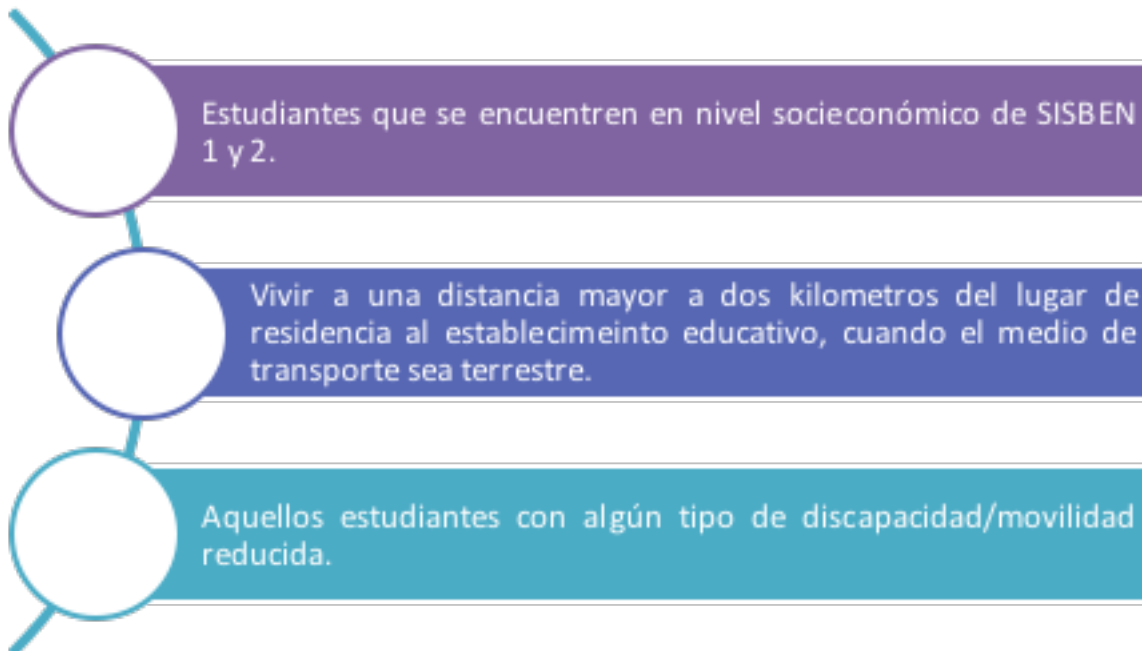 Estudiantes que se encuentren en nivel socieconómico de SISBEN
1 y 2.
Vivir a una distancia mayor a dos kilometros del lugar de
residencia al establecimeinto educativo, cuando el medio de
transporte sea terrestre.
Aquellos estudiantes con algún tipo de discapacidad/movilidad
reducida.